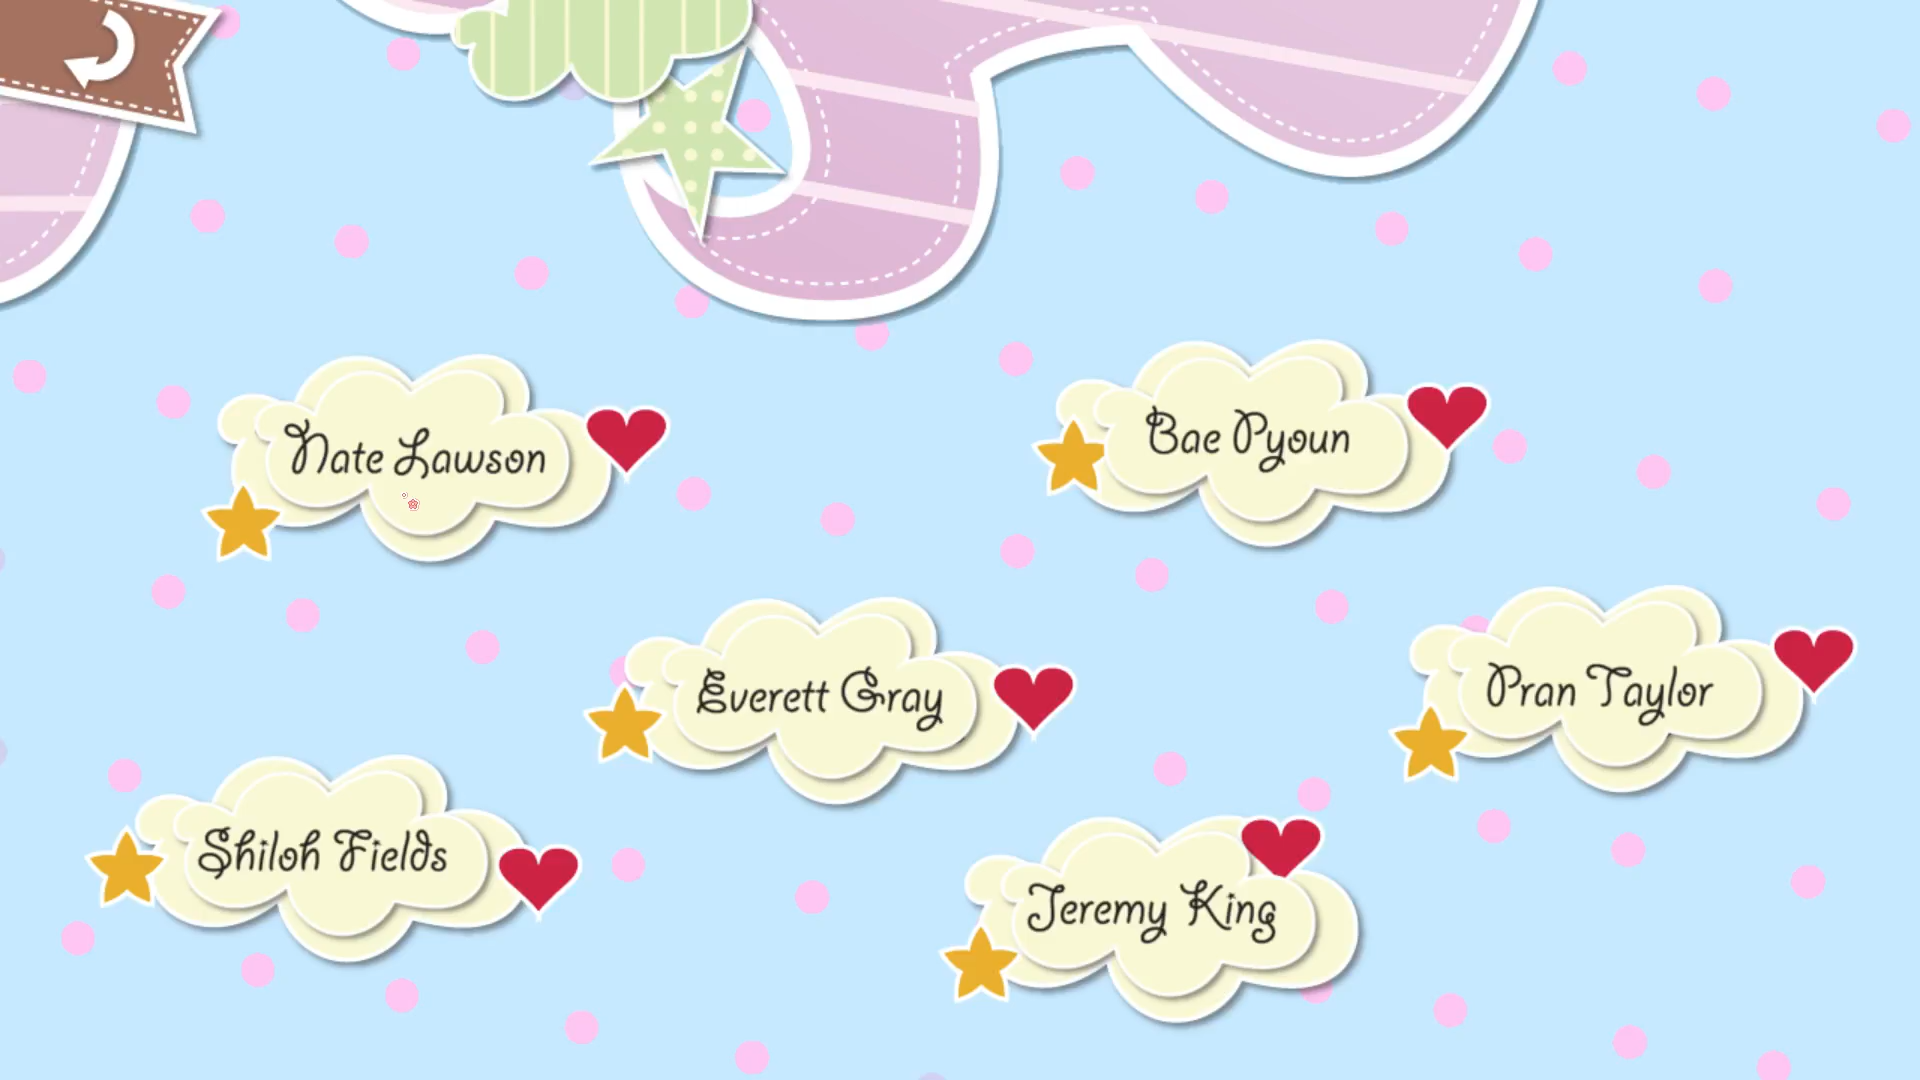 Nate Lawson
Bae Pyoun
Everett Gray
Pran Taylor
Shiloh Fields
Jeremy King